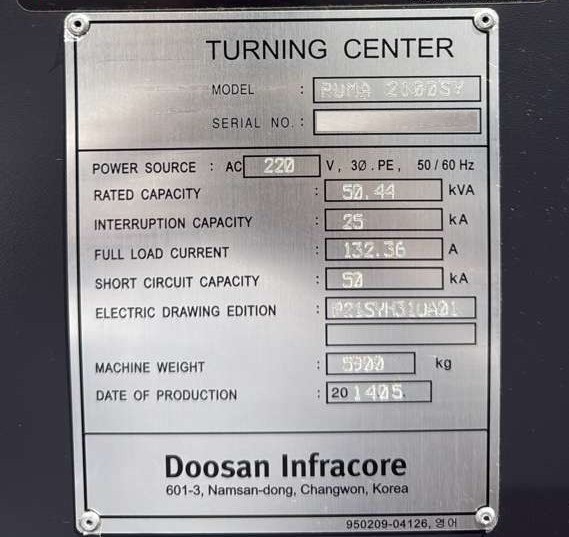 TURNING CENTER
MODEL : PUMA 2100SY
SERIAL NO. :
POWER SOURCE : AC 220 V, 3Ø.PE, 50/60 Hz
RATED CAPACITY : 50.44 kVA
INTERRUPTION CAPACITY : 25 kA
FULL LOAD CURRENT : 132.36 A
SHORT CIRCUIT CAPACITY : 50 kA
ELECTRIC DRAWING EDITION :
MACHINE WEIGHT : 5900 kg
DATE OF PRODUCTION : 201405.
Doosan Infracore
601-3, Namsan-dong, Changwon, Korea
950209-04126, 영어